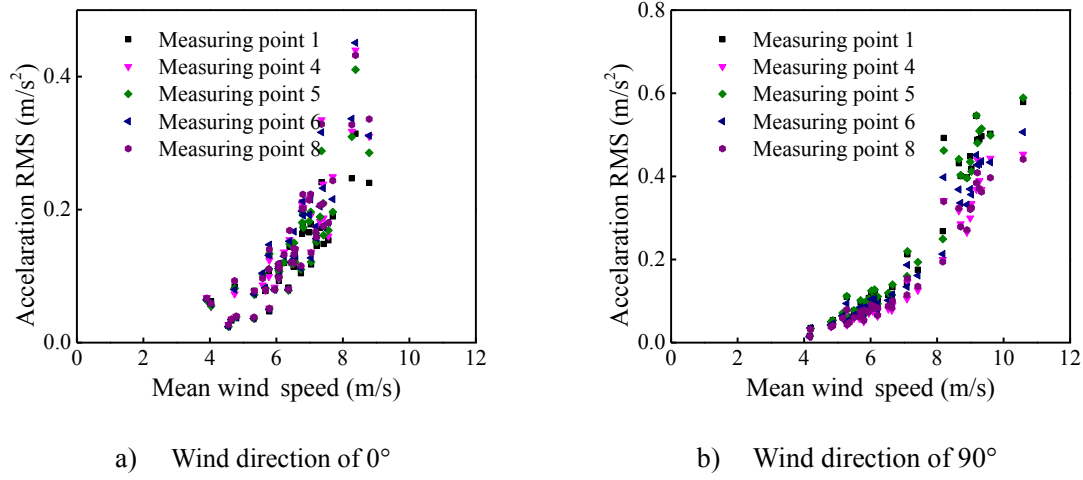 Accelaration RMS (m/s²)
0.4
0.2
0.0
Measuring point 1
Measuring point 4
Measuring point 5
Measuring point 6
Measuring point 8
0 2 4 6 8 10 12
Mean wind speed (m/s)
a) Wind direction of 0°
Accelaration RMS (m/s²)
0.8
0.6
0.4
0.2
0.0
Measuring point 1
Measuring point 4
Measuring point 5
Measuring point 6
Measuring point 8
0 2 4 6 8 10 12
Mean wind speed (m/s)
b) Wind direction of 90°